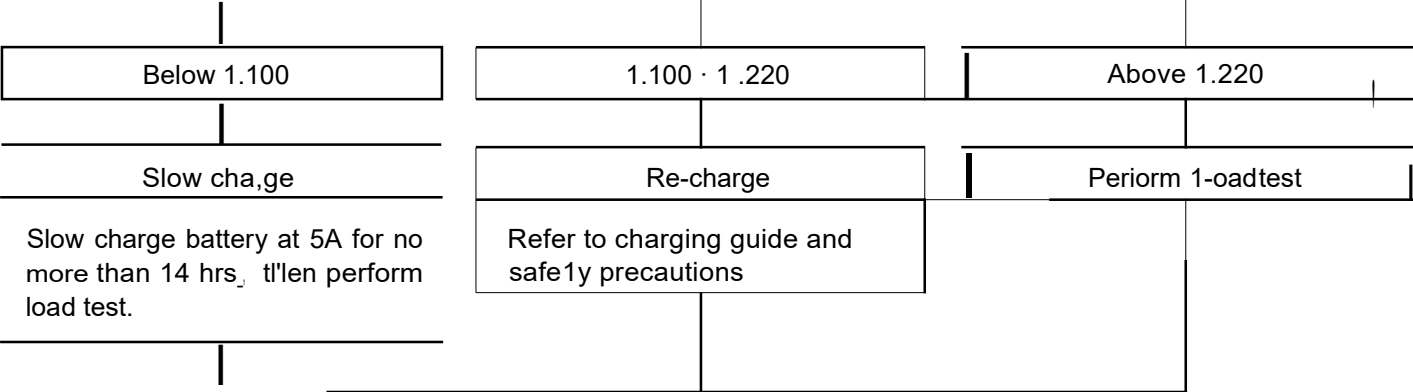 Below 1.100
1.100 · 1 .220
Above 1.220
Slow cha,ge
Re-charge
Periorm 1-oadtest
Slow charge battery at 5A for no
more than 14 hrs_, tl'len perform
load test.
Refer to charging guide and
safe1y precautions